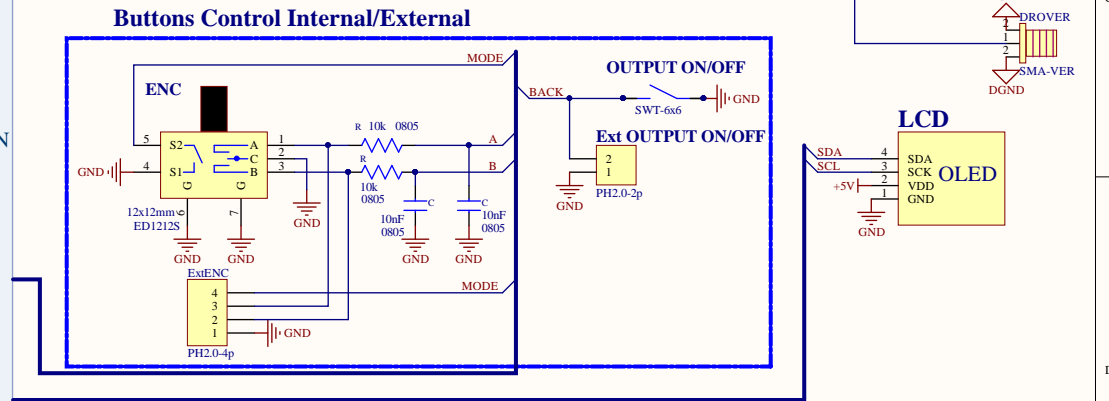 Buttons Control Internal/External
DROVER
2
1
2
SMA-VER
DGND
MODE
ENC
OUTPUT ON/OFF
BACK
SWT-6x6
GND
R 10k 0805
A
LCD
Ext OUTPUT ON/OFF
5 S2 A 1
C 2
4 S1 B 3
GND
G G
R
10k
0805
B
2
1
PH2.0-2p
GND
SDA 4 SDA
SCL 3 SCK
+5V 2 VDD
1 GND
OLED
GND
12x12mm
ED1212S
6
7
GND
GND
GND
C
10nF
0805
GND
C
10nF
0805
GND
ExtENC
4
3
2
1
MODE
GND
PH2.0-4p